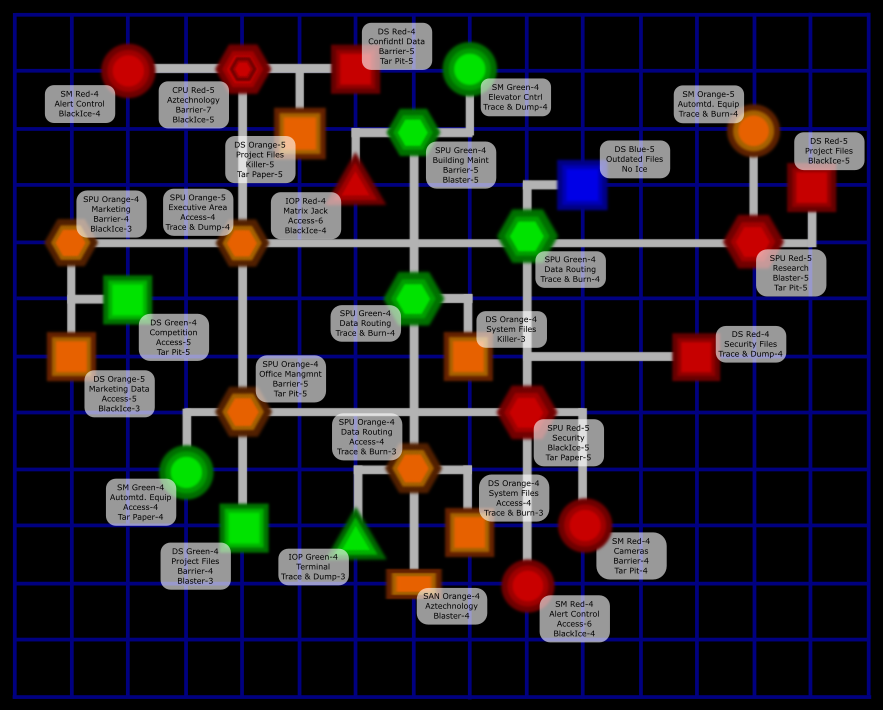 DS Red-4
Confidntl Data
Barrier-5
Tar Pit-5
SM Red-4
Alert Control
BlackIce-4
CPU Red-5
Aztechnology
Barrier-7
BlackIce-5
SM Green-4
Elevator Cntrl
Trace & Dump-4
SM Orange-5
Automtd. Equip
Trace & Burn-4
DS Orange-5
Project Files
Killer-5
Tar Paper-5
SPU Green-4
Building Maint
Barrier-5
Blaster-5
DS Blue-5
Outdated Files
No Ice
DS Red-5
Project Files
BlackIce-5
SPU Orange-4
Marketing
Barrier-4
BlackIce-3
SPU Orange-5
Executive Area
Access-4
Trace & Dump-4
IOP Red-4
Matrix Jack
Access-6
BlackIce-4
SPU Green-4
Data Routing
Trace & Burn-4
SPU Red-5
Research
Blaster-5
Tar Pit-5
DS Green-4
Competition
Access-5
Tar Pit-5
SPU Green-4
Data Routing
Trace & Burn-4
DS Orange-4
System Files
Killer-3
DS Red-4
Security Files
Trace & Dump-4
DS Orange-5
Marketing Data
Access-5
BlackIce-3
SPU Orange-4
Office Mangmnt
Barrier-5
Tar Pit-5
SPU Orange-4
Data Routing
Access-4
Trace & Burn-3
SPU Red-5
Security
BlackIce-5
Tar Paper-5
SM Green-4
Automtd. Equip
Access-4
Tar Paper-4
DS Orange-4
System Files
Access-4
Trace & Burn-3
DS Green-4
Project Files
Barrier-4
Blaster-3
IOP Green-4
Terminal
Trace & Dump-3
SM Red-4
Cameras
Barrier-4
Tar Pit-4
SAN Orange-4
Aztechnology
Blaster-4
SM Red-4
Alert Control
Access-6
BlackIce-4